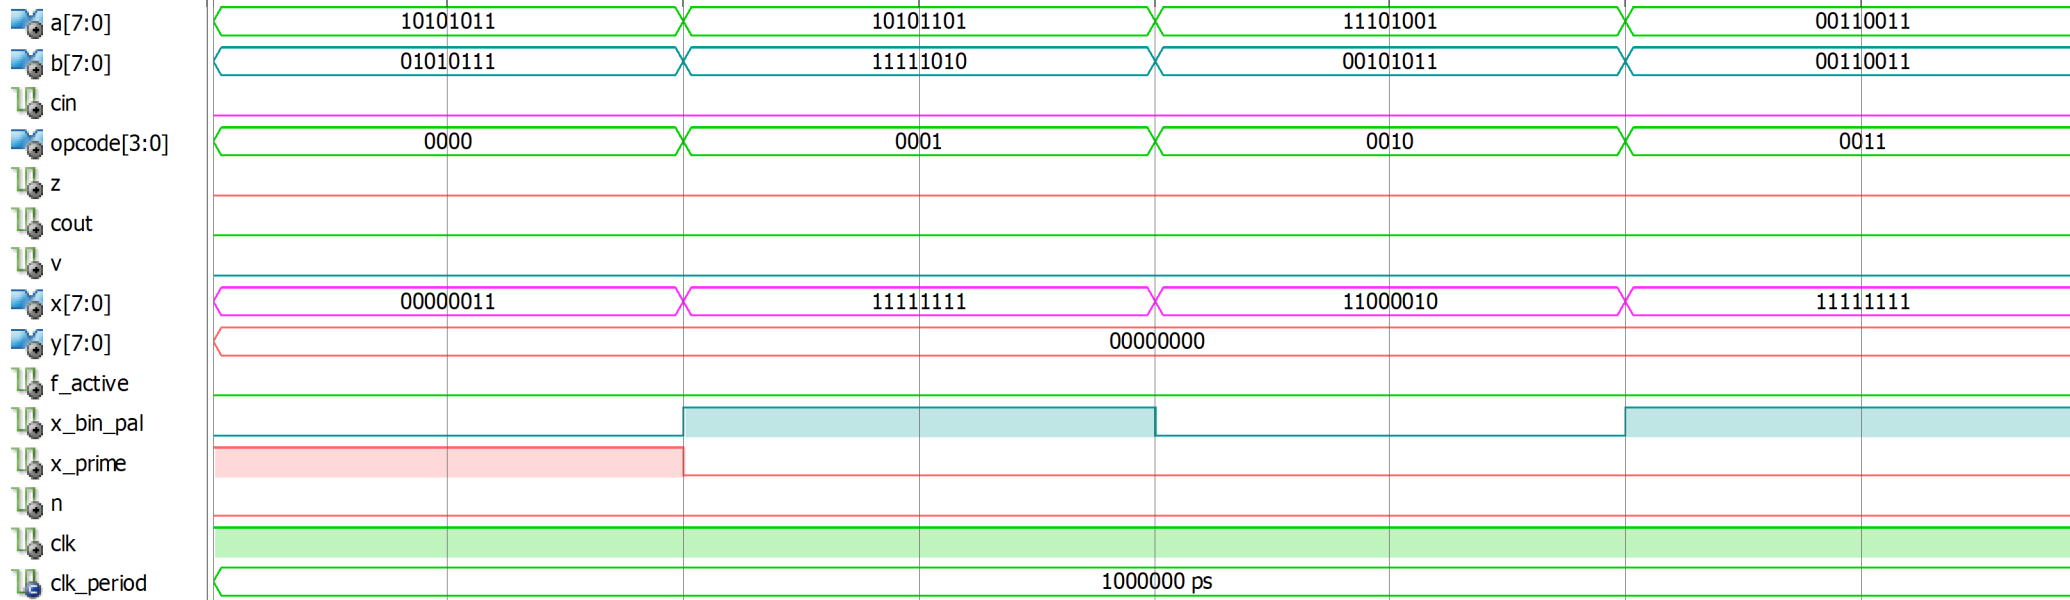 a[7:0] 10101011 10101101 11101001 00110011
b[7:0] 01010111 11111010 00101011 00110011
cin
opcode[3:0] 0000 0001 0010 0011
z
cout
v
x[7:0] 00000011 11111111 11000010 11111111
y[7:0] 00000000
f_active
x_bin_pal
x_prime
n
clk
clk_period 1000000 ps